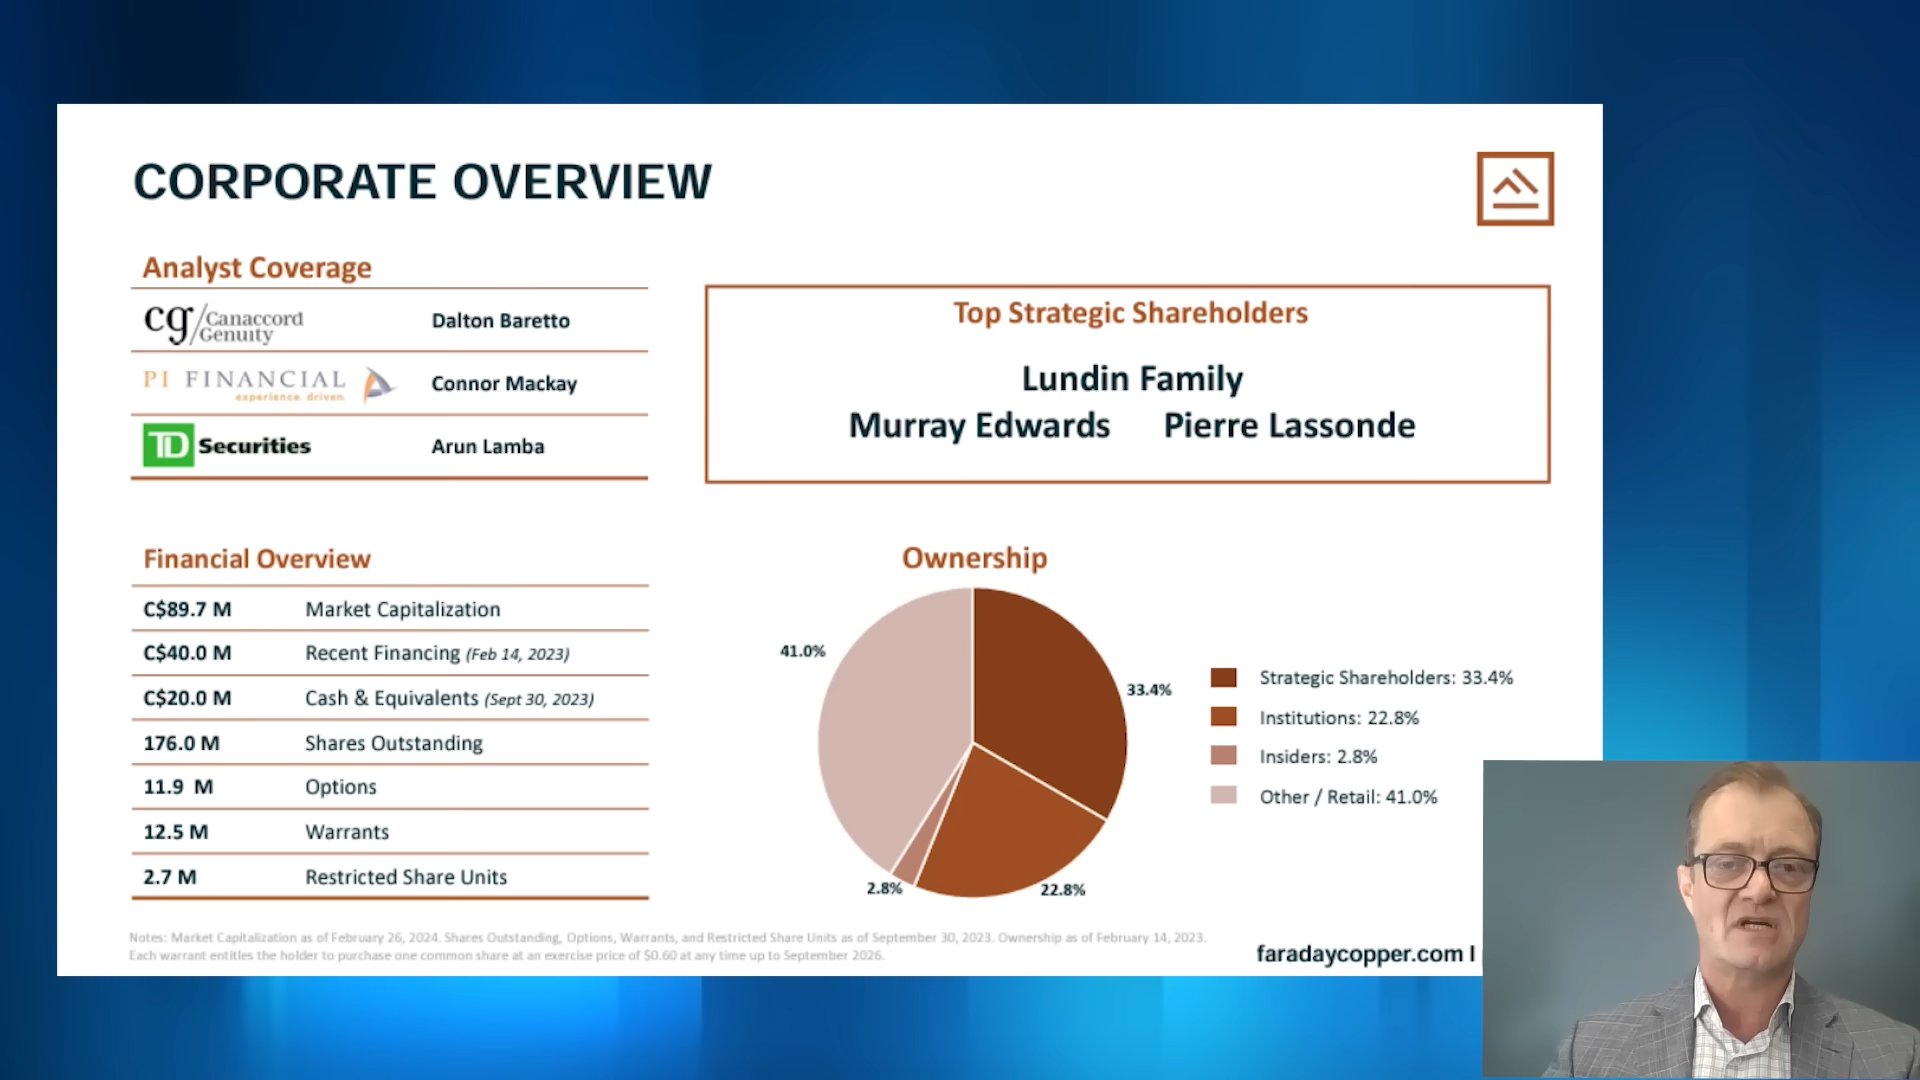 CORPORATE OVERVIEW
Analyst Coverage
cg/Canaccord
Genuity
Dalton Baretto
PI FINANCIAL
experience. driven
Connor Mackay
TD Securities
Arun Lamba
Top Strategic Shareholders
Lundin Family
Murray Edwards Pierre Lassonde
Financial Overview
C$89.7 M Market Capitalization
C$40.0 M Recent Financing (Feb 14, 2023)
C$20.0 M Cash & Equivalents (Sept 30, 2023)
176.0 M Shares Outstanding
11.9 M Options
12.5 M Warrants
2.7 M Restricted Share Units
Ownership
41.0%
33.4%
2.8%
22.8%
Strategic Shareholders: 33.4%
Institutions: 22.8%
Insiders: 2.8%
Other / Retail: 41.0%
Notes: Market Capitalization as of February 26, 2024. Shares Outstanding, Options, Warrants, and Restricted Share Units as of September 30, 2023. Ownership as of February 14, 2023.
Each warrant entitles the holder to purchase one common share at an exercise price of $0.60 at any time up to September 2026.
faradaycopper.com |